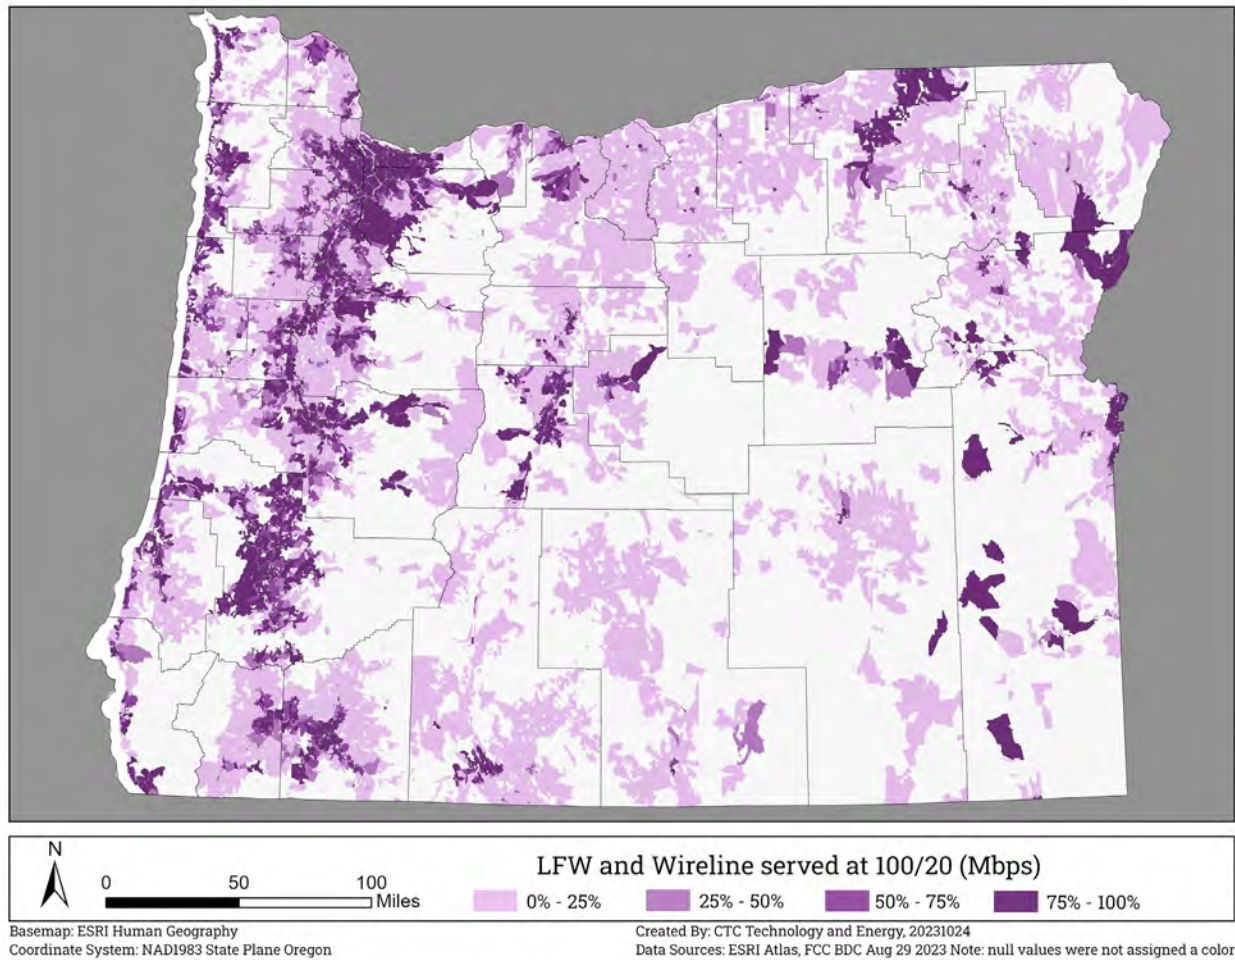 LFW and Wireline served at 100/20 (Mbps)
N
0 50 100
Miles
0% - 25% 25% - 50% 50% - 75% 75% - 100%
Basemap: ESRI Human Geography
Created By: CTC Technology and Energy, 20231024
Coordinate System: NAD1983 State Plane Oregon
Data Sources: ESRI Atlas, FCC BDC Aug 29 2023 Note: null values were not assigned a color